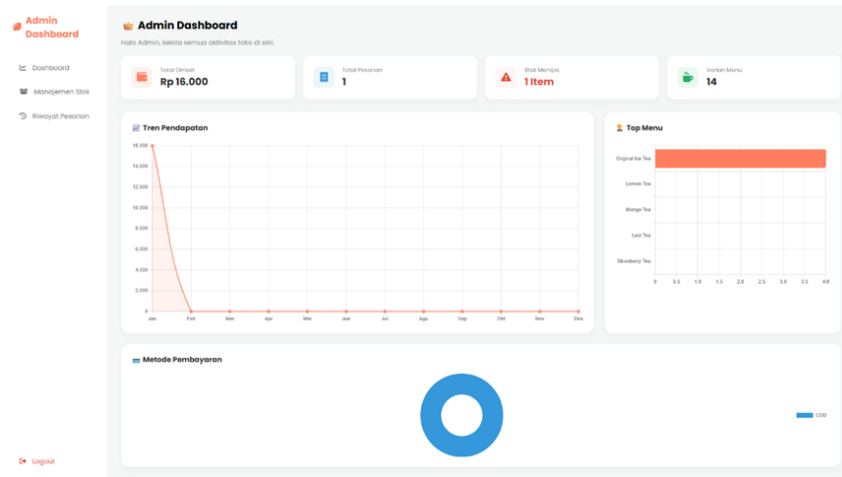 Admin
Dashboard
Dashboard
Manajemen Stok
Riwayat Pesanan
Logout
Admin Dashboard
Halo Admin, kelola semua aktivitas toko di sini.
Total Omset
Rp 16.000
Total Pesanan
1
Stok Menipis
1 Item
Varian Menu
14
Tren Pendapatan
16.000
14.000
12.000
10.000
8.000
6.000
4.000
2.000
0
Jan Feb Mar Apr Mei Jun Jul Ags Sep Okt Nov Des
Top Menu
Original Ice Tea
Lemon Tea
Mango Tea
Leci Tea
Strawberry Tea
0 0.5 1.0 1.5 2.0 2.5 3.0 3.5 4.0
Metode Pembayaran
COD